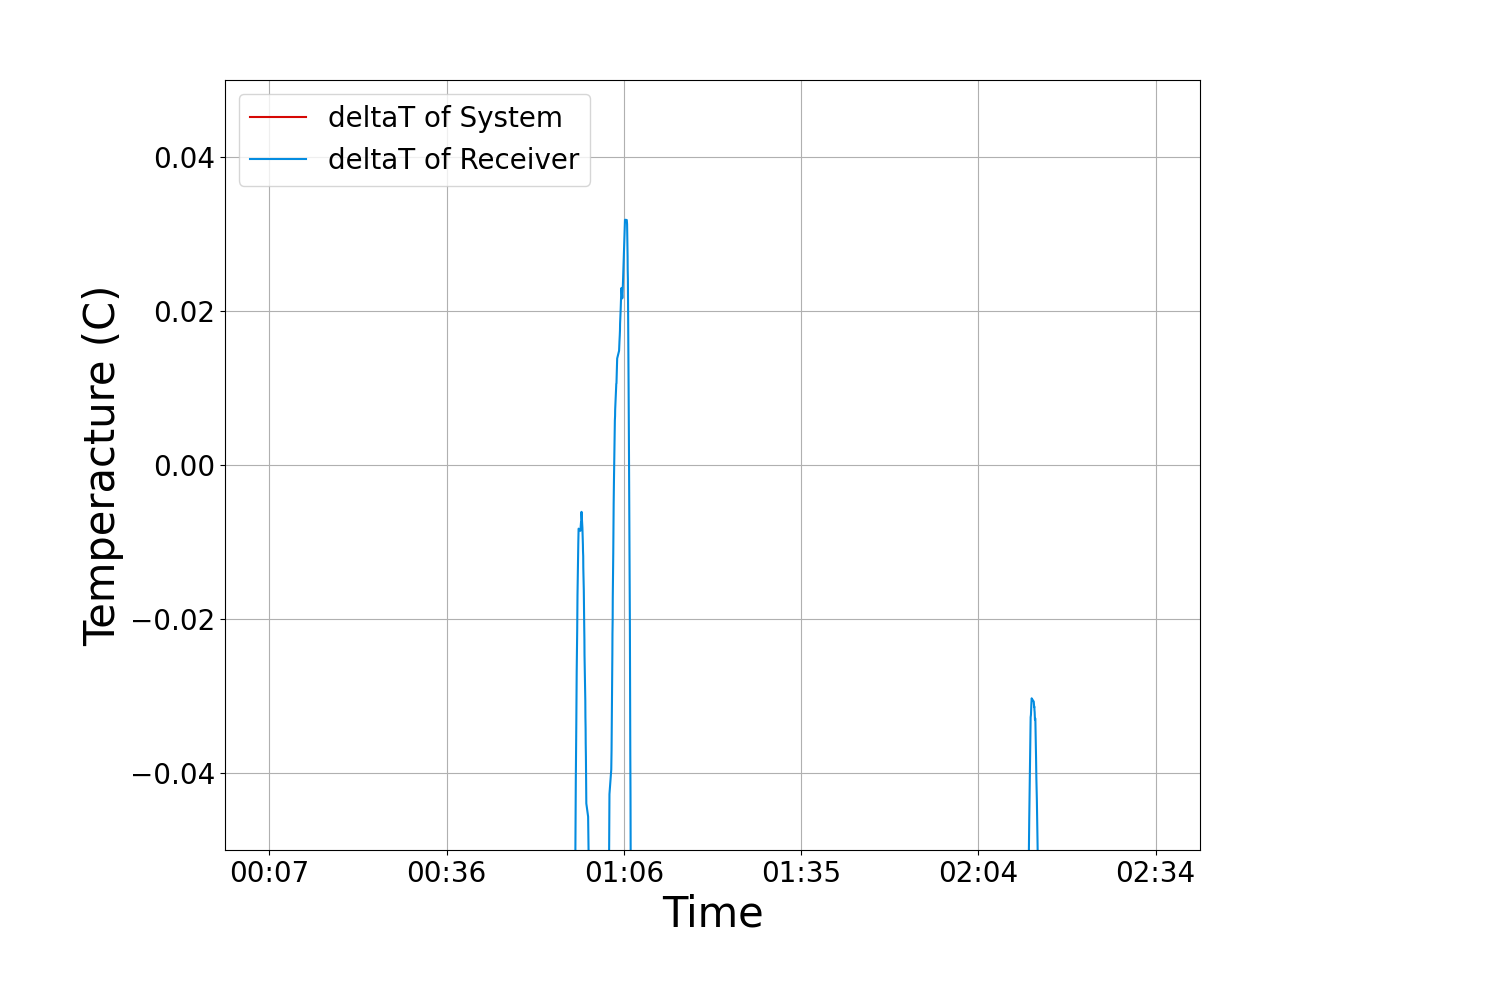 deltaT of System
deltaT of Receiver
0.04
0.02
0.00
−0.02
−0.04
Temperacture (C)
00:07 00:36 01:06 01:35 02:04 02:34
Time